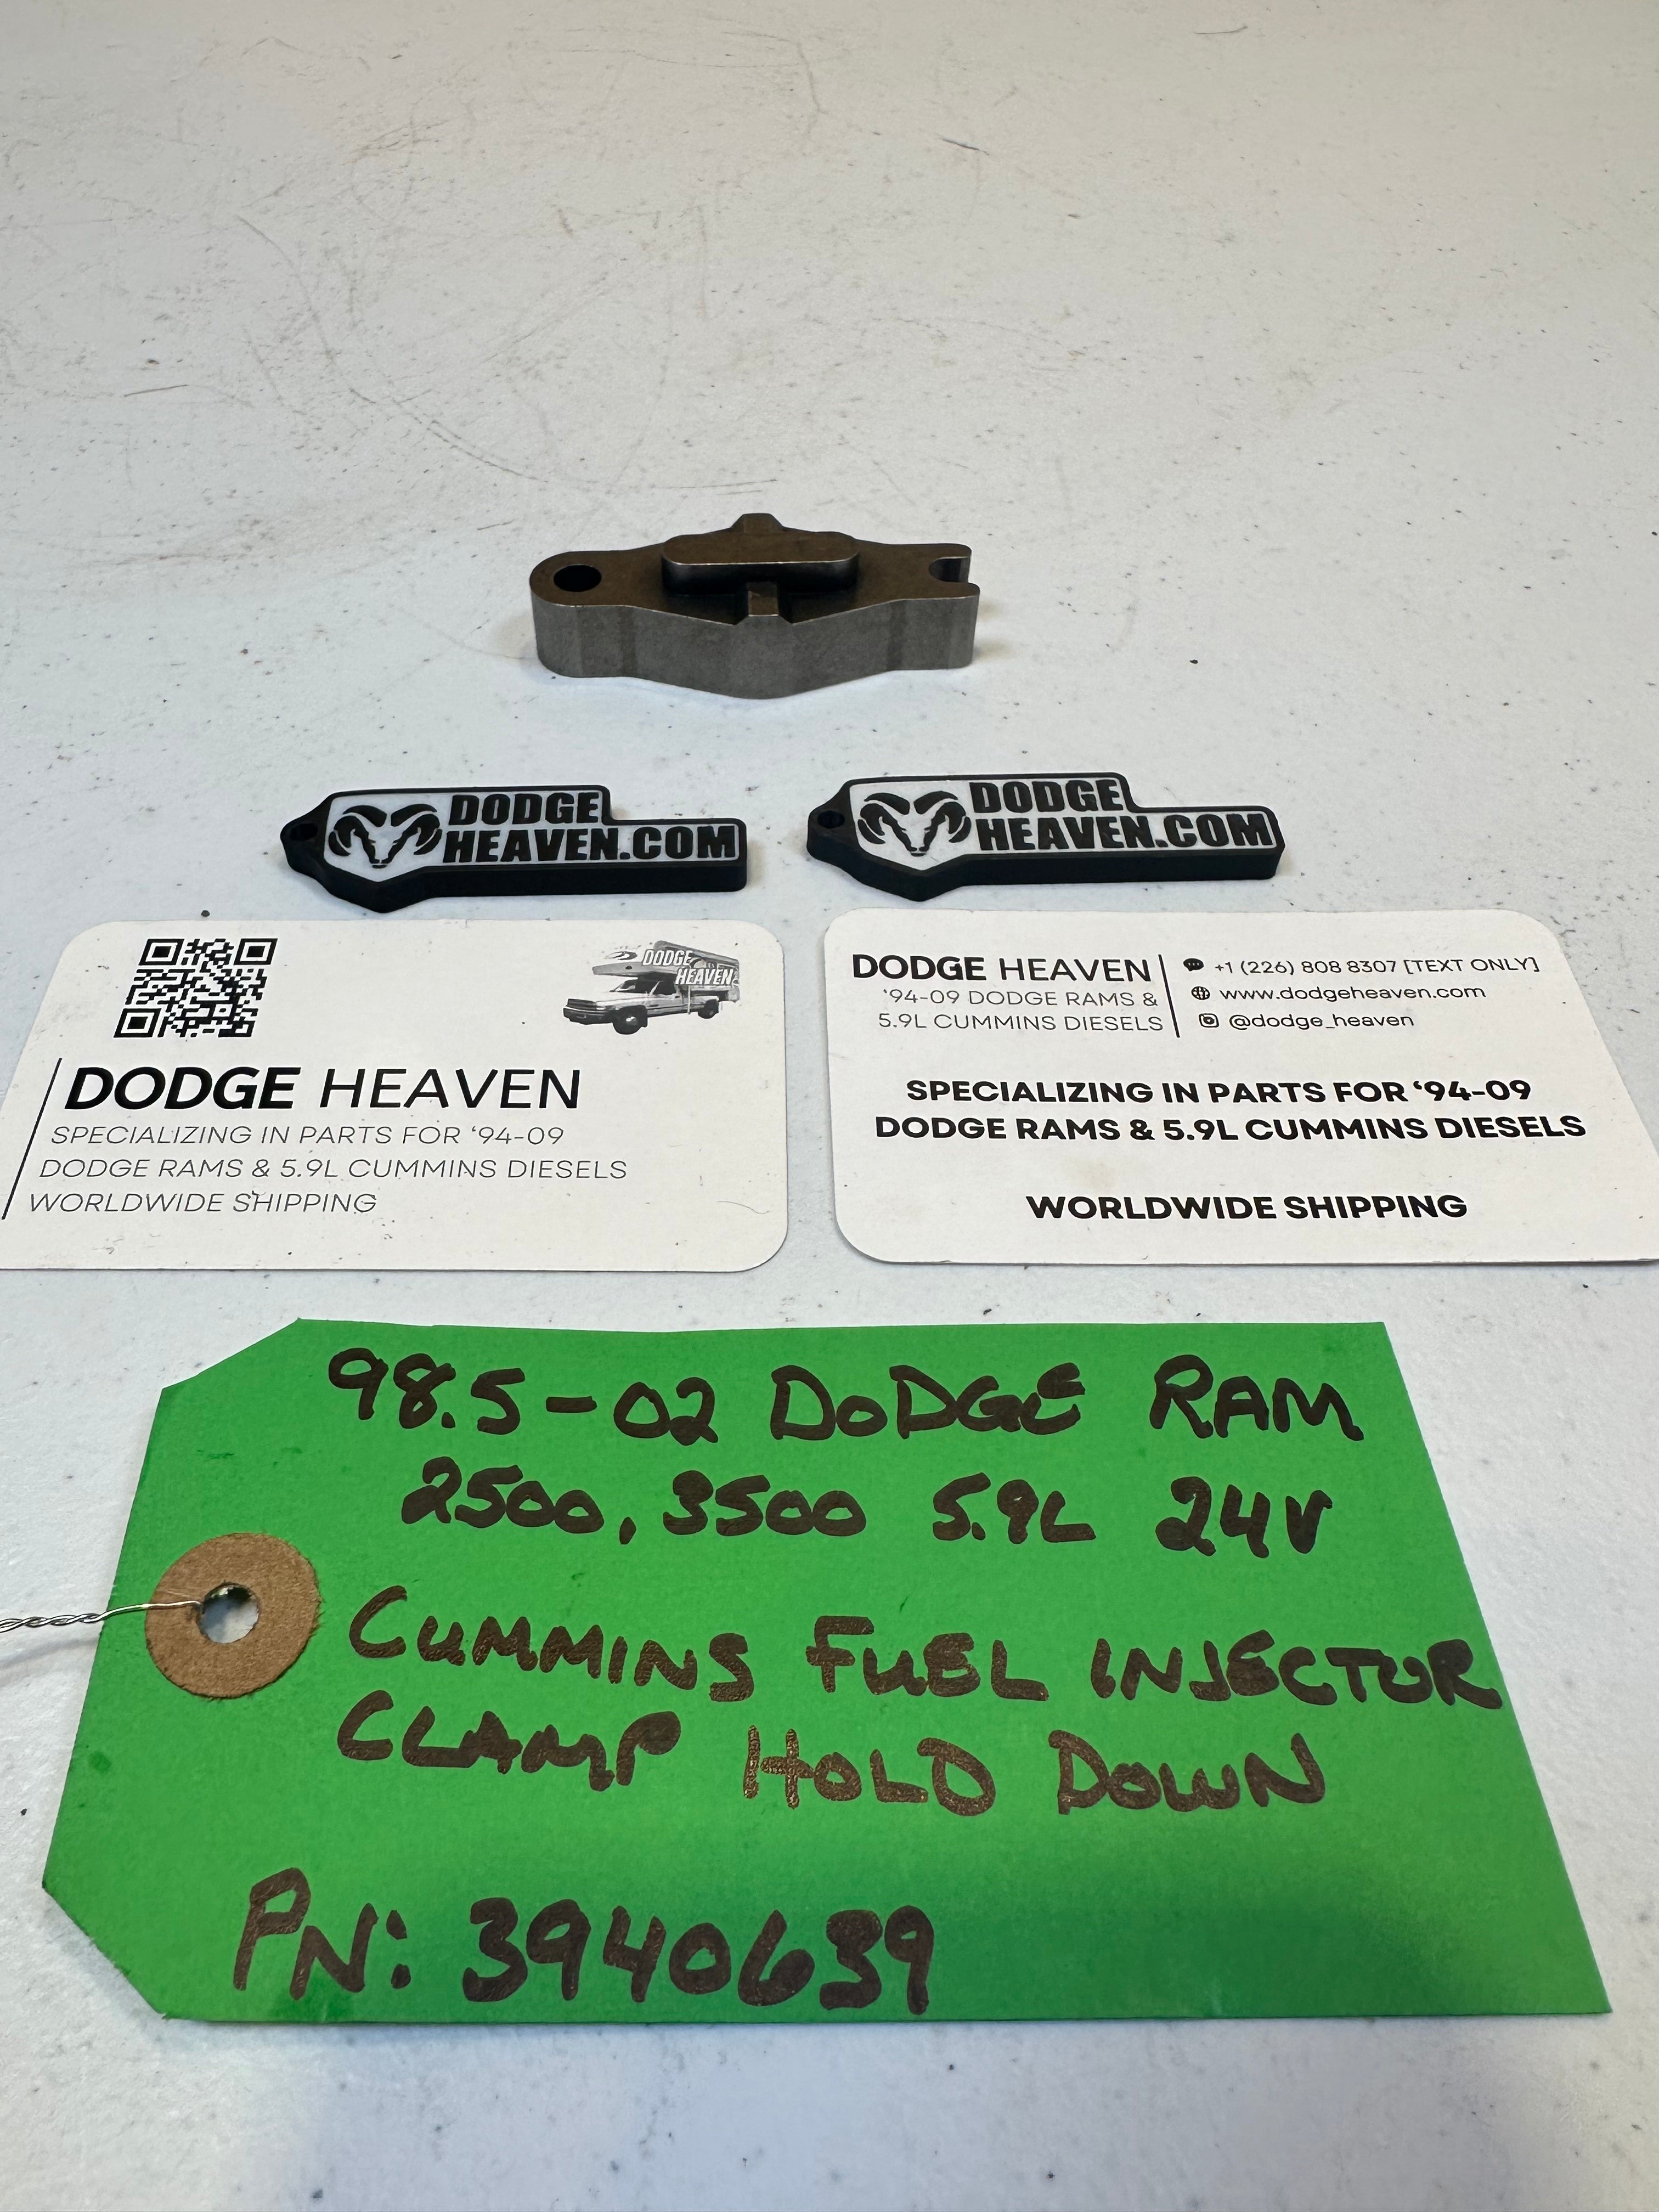 DODGE
HEAVEN.COM
DODGE
HEAVEN.COM
DODGE
HEAVEN
DODGE HEAVEN
SPECIALIZING IN PARTS FOR ‘94-09
DODGE RAMS & 5.9L CUMMINS DIESELS
WORLDWIDE SHIPPING
DODGE HEAVEN
‘94-09 DODGE RAMS &
5.9L CUMMINS DIESELS
+1 (226) 808 8307 [TEXT ONLY]
www.dodgeheaven.com
@dodge_heaven
SPECIALIZING IN PARTS FOR ‘94-09
DODGE RAMS & 5.9L CUMMINS DIESELS
WORLDWIDE SHIPPING
98.5-02 DODGE RAM
2500, 3500 5.9L 24V
CUMMINS FUEL INJECTOR
CLAMP HOLD DOWN
PN: 3940639